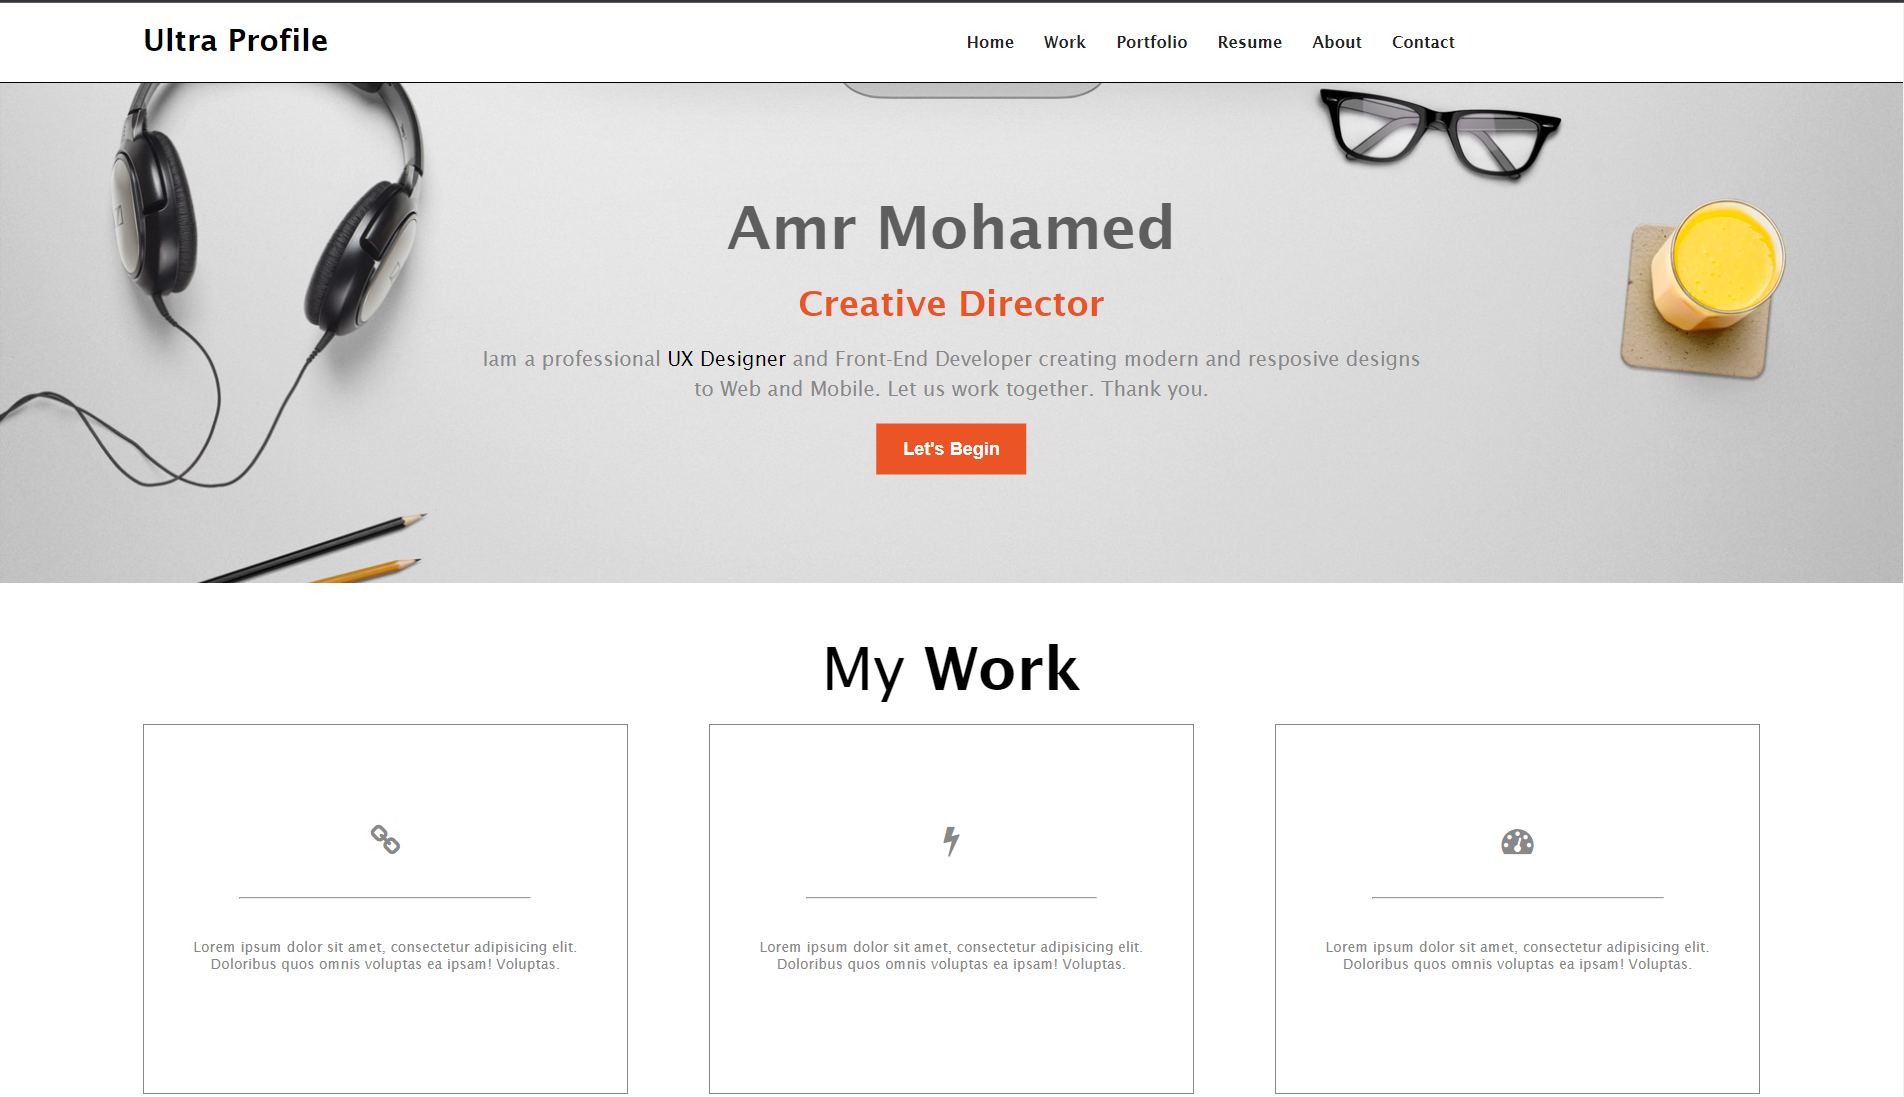 Ultra Profile
Home Work Portfolio Resume About Contact
Amr Mohamed
Creative Director
Iam a professional UX Designer and Front-End Developer creating modern and resposive designs
to Web and Mobile. Let us work together. Thank you.
Let's Begin
My Work
Lorem ipsum dolor sit amet, consectetur adipisicing elit.
Doloribus quos omnis voluptas ea ipsam! Voluptas.
Lorem ipsum dolor sit amet, consectetur adipisicing elit.
Doloribus quos omnis voluptas ea ipsam! Voluptas.
Lorem ipsum dolor sit amet, consectetur adipisicing elit.
Doloribus quos omnis voluptas ea ipsam! Voluptas.